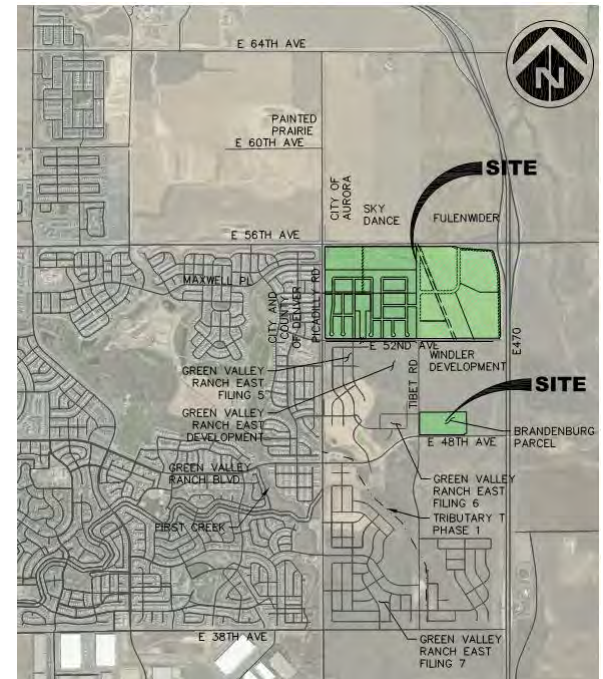 E 64TH AVE
N
PAINTED
PRAIRIE
E 60TH AVE
SITE
CITY OF
AURORA
SKY
DANCE
FULENWIDER
E 56TH AVE
MAXWELL PL
CITY AND
COUNTY
OF DENVER
PICADILLY RD
E 52ND AVE
WINDLER
DEVELOPMENT
E470
GREEN VALLEY
RANCH EAST
FILING 5
TIBET RD
SITE
GREEN VALLEY
RANCH EAST
DEVELOPMENT
BRANDENBURG
PARCEL
E 48TH AVE
GREEN VALLEY
RANCH BLVD
GREEN VALLEY
RANCH EAST
FILING 6
FIRST CREEK
TRIBUTARY T
PHASE 1
E 38TH AVE
GREEN VALLEY
RANCH EAST
FILING 7